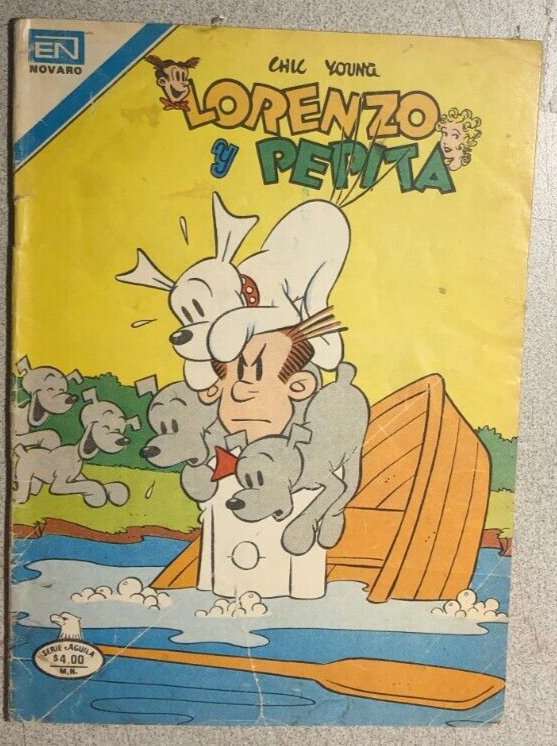 EN
NOVARO
CHIC YOUNG
LORENZO
y PEPITA
SERIE AGUILA
$4.00
M.N.